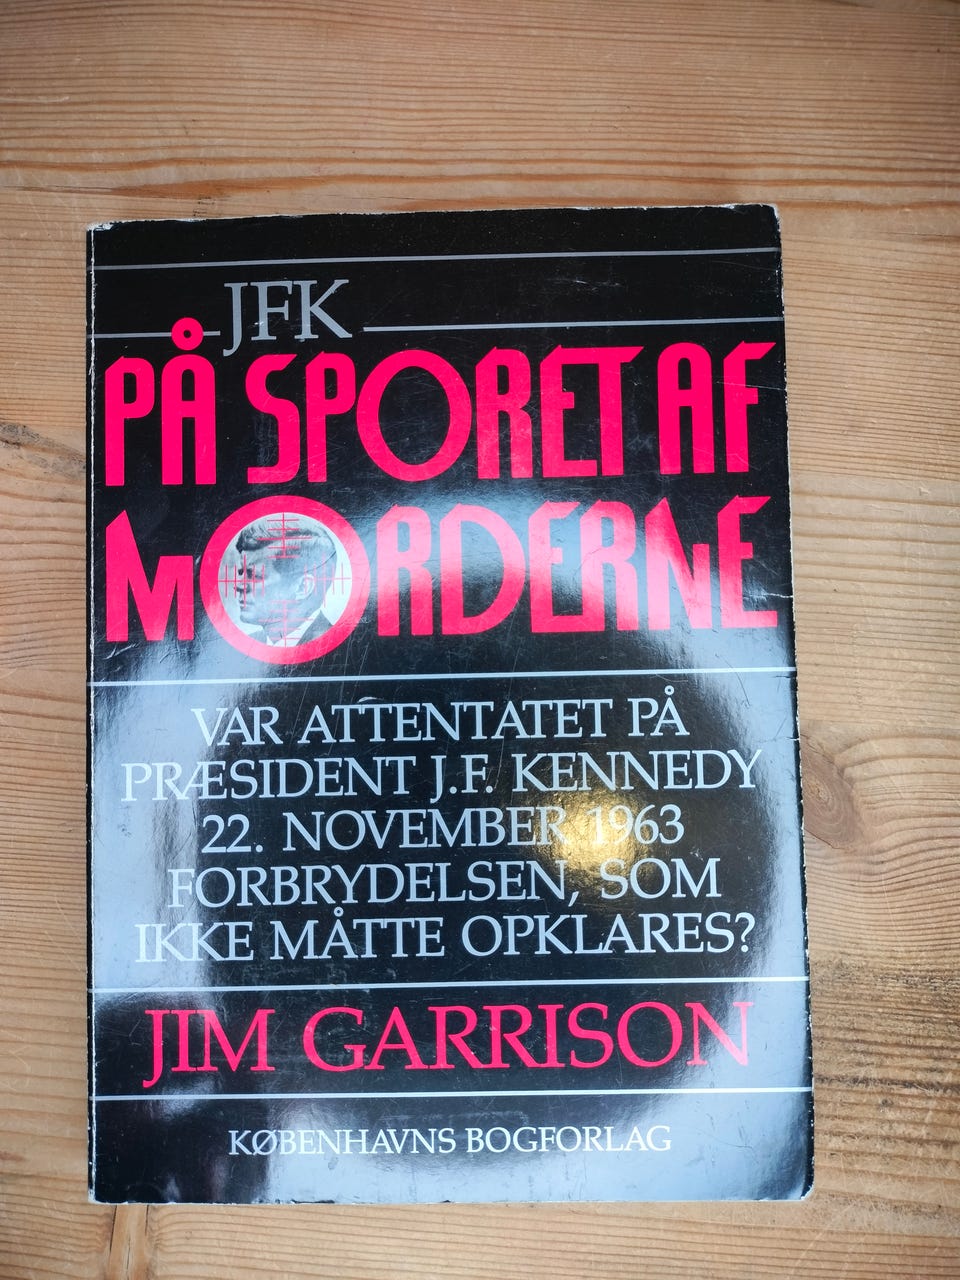 JFK
PÅ SPORET AF
MORDERNE
VAR ATTENTATET PÅ
PRÆSIDENT J.F. KENNEDY
22. NOVEMBER 1963
FORBRYDELSEN, SOM
IKKE MÅTTE OPKLARES?
JIM GARRISON
KØBENHAVNS BOGFORLAG